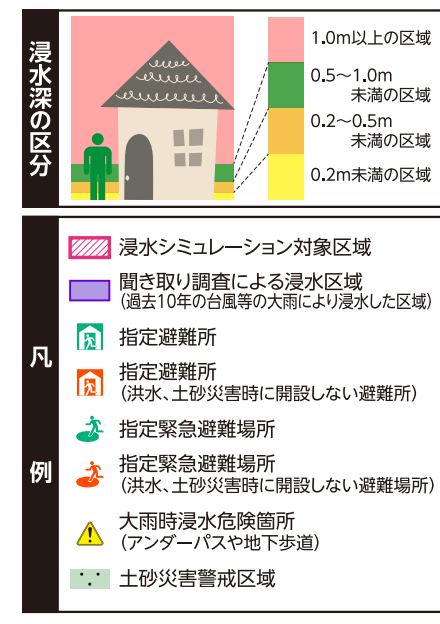 浸水深の区分
1.0m以上の区域
0.5～1.0m
未満の区域
0.2～0.5m
未満の区域
0.2m未満の区域
凡例
浸水シミュレーション対象区域
聞き取り調査による浸水区域
(過去10年の台風等の大雨により浸水した区域)
指定避難所
指定避難所
(洪水、土砂災害時に開設しない避難所)
指定緊急避難場所
指定緊急避難場所
(洪水、土砂災害時に開設しない避難場所)
大雨時浸水危険箇所
(アンダーパスや地下歩道)
土砂災害警戒区域